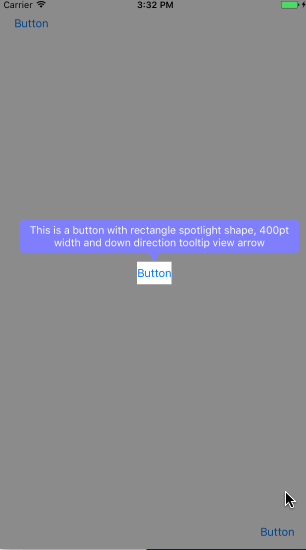 Carrier 3:32 PM
Button
This is a button with rectangle spotlight shape, 400pt
width and down direction tooltip view arrow
Button
Button